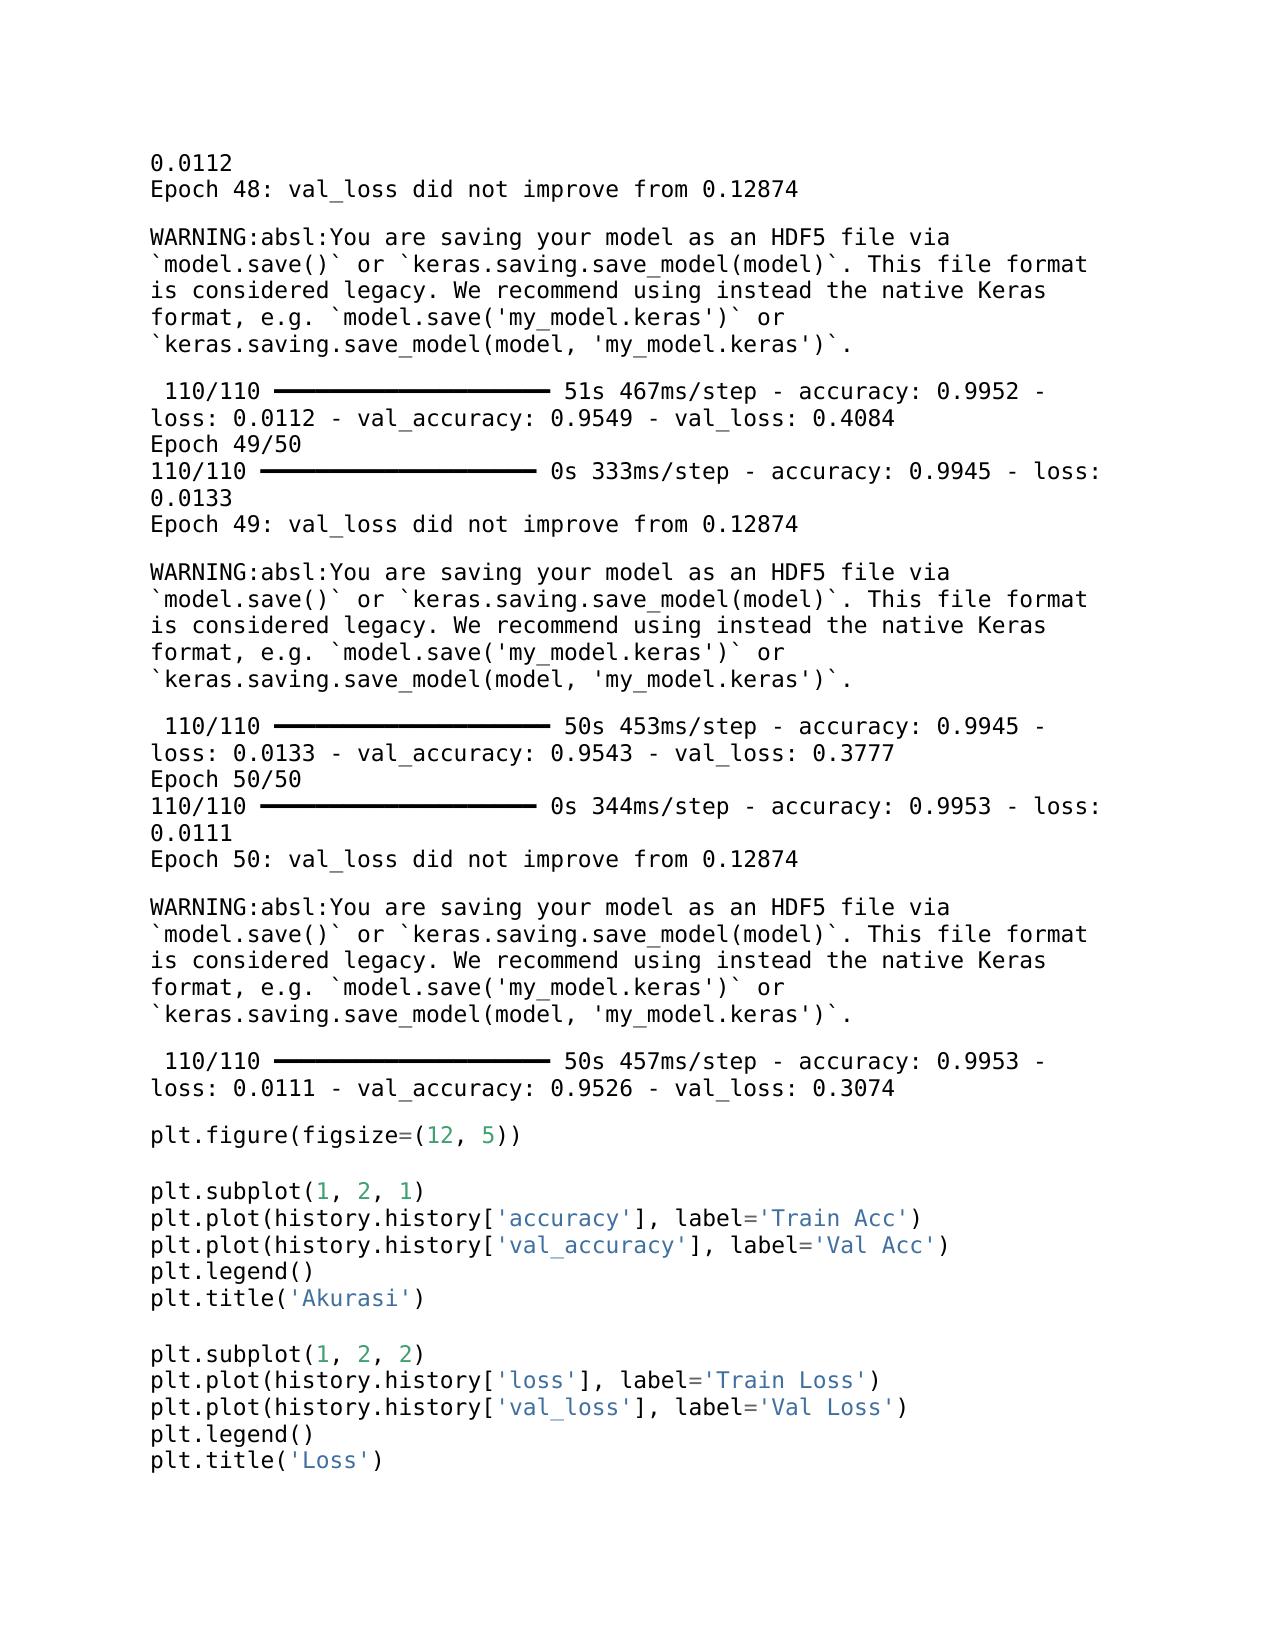 0.0112
Epoch 48: val_loss did not improve from 0.12874
WARNING:absl:You are saving your model as an HDF5 file via
`model.save()` or `keras.saving.save_model(model)`. This file format
is considered legacy. We recommend using instead the native Keras
format, e.g. `model.save('my_model.keras')` or
`keras.saving.save_model(model, 'my_model.keras')`.
110/110 ━━━━━━━━━━━━━━━━━━━━ 51s 467ms/step - accuracy: 0.9952 -
loss: 0.0112 - val_accuracy: 0.9549 - val_loss: 0.4084
Epoch 49/50
110/110 ━━━━━━━━━━━━━━━━━━━━ 0s 333ms/step - accuracy: 0.9945 - loss:
0.0133
Epoch 49: val_loss did not improve from 0.12874
WARNING:absl:You are saving your model as an HDF5 file via
`model.save()` or `keras.saving.save_model(model)`. This file format
is considered legacy. We recommend using instead the native Keras
format, e.g. `model.save('my_model.keras')` or
`keras.saving.save_model(model, 'my_model.keras')`.
110/110 ━━━━━━━━━━━━━━━━━━━━ 50s 453ms/step - accuracy: 0.9945 -
loss: 0.0133 - val_accuracy: 0.9543 - val_loss: 0.3777
Epoch 50/50
110/110 ━━━━━━━━━━━━━━━━━━━━ 0s 344ms/step - accuracy: 0.9953 - loss:
0.0111
Epoch 50: val_loss did not improve from 0.12874
WARNING:absl:You are saving your model as an HDF5 file via
`model.save()` or `keras.saving.save_model(model)`. This file format
is considered legacy. We recommend using instead the native Keras
format, e.g. `model.save('my_model.keras')` or
`keras.saving.save_model(model, 'my_model.keras')`.
110/110 ━━━━━━━━━━━━━━━━━━━━ 50s 457ms/step - accuracy: 0.9953 -
loss: 0.0111 - val_accuracy: 0.9526 - val_loss: 0.3074
plt.figure(figsize=(12, 5))
plt.subplot(1, 2, 1)
plt.plot(history.history['accuracy'], label='Train Acc')
plt.plot(history.history['val_accuracy'], label='Val Acc')
plt.legend()
plt.title('Akurasi')
plt.subplot(1, 2, 2)
plt.plot(history.history['loss'], label='Train Loss')
plt.plot(history.history['val_loss'], label='Val Loss')
plt.legend()
plt.title('Loss')